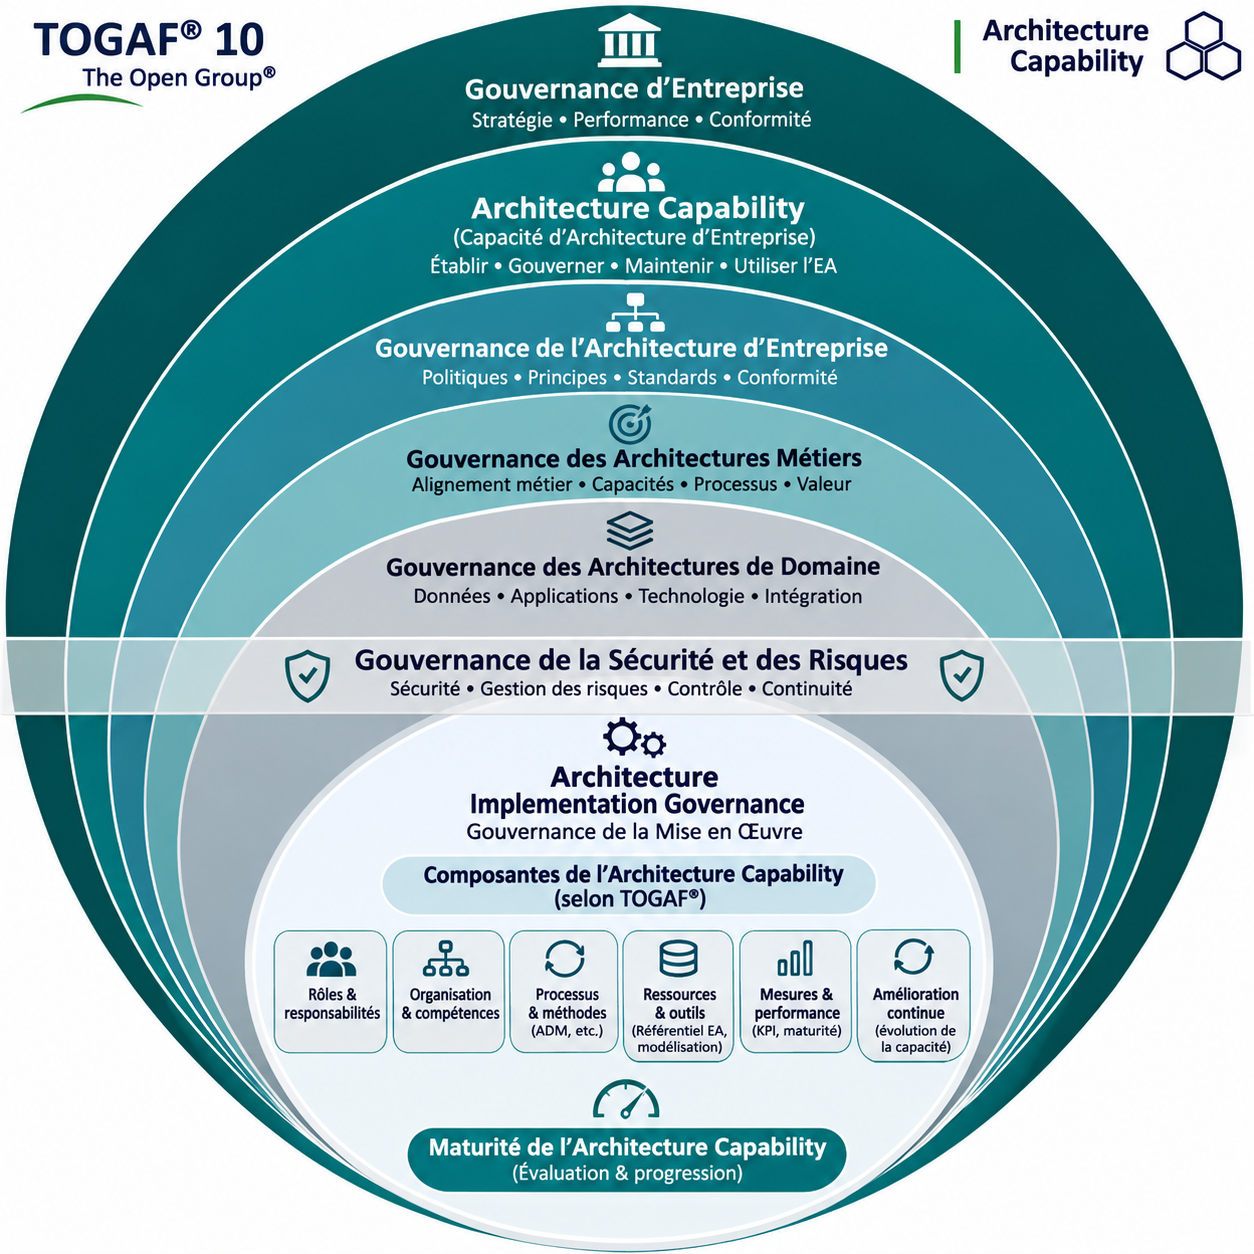 TOGAF® 10
The Open Group®
Architecture
Capability
Gouvernance d’Entreprise
Stratégie • Performance • Conformité
Architecture Capability
(Capacité d’Architecture d’Entreprise)
Établir • Gouverner • Maintenir • Utiliser l’EA
Gouvernance de l’Architecture d’Entreprise
Politiques • Principes • Standards • Conformité
Gouvernance des Architectures Métiers
Alignement métier • Capacités • Processus • Valeur
Gouvernance des Architectures de Domaine
Données • Applications • Technologie • Intégration
Gouvernance de la Sécurité et des Risques
Sécurité • Gestion des risques • Contrôle • Continuité
Architecture
Implementation Governance
Gouvernance de la Mise en Œuvre
Composantes de l’Architecture Capability
(selon TOGAF®)
Rôles &
responsabilités
Organisation
& compétences
Processus
& méthodes
(ADM, etc.)
Ressources
& outils
(Référentiel EA,
modélisation)
Mesures &
performance
(KPI, maturité)
Amélioration
continue
(évolution de
la capacité)
Maturité de l’Architecture Capability
(Évaluation & progression)